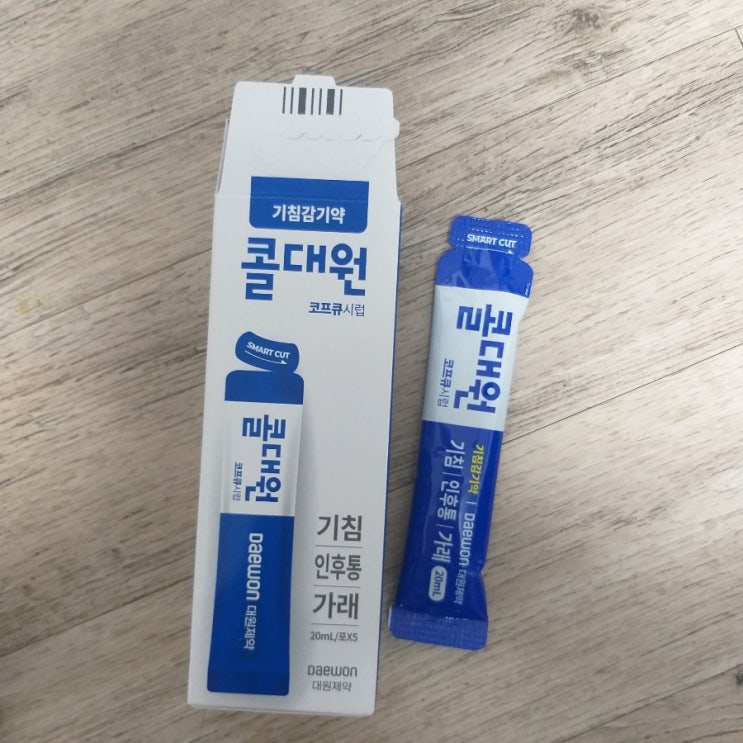 기침감기약
콜대원
코프큐시럽
SMART CUT
콜대원
코프큐시럽
Daewon 대원제약
기침
인후통
가래
20mL/포X5
Daewon
대원제약
SMART CUT
콜대원
코프큐시럽
기침감기약 | Daewon 대원제약
기침 | 인후통 | 가래 20mL